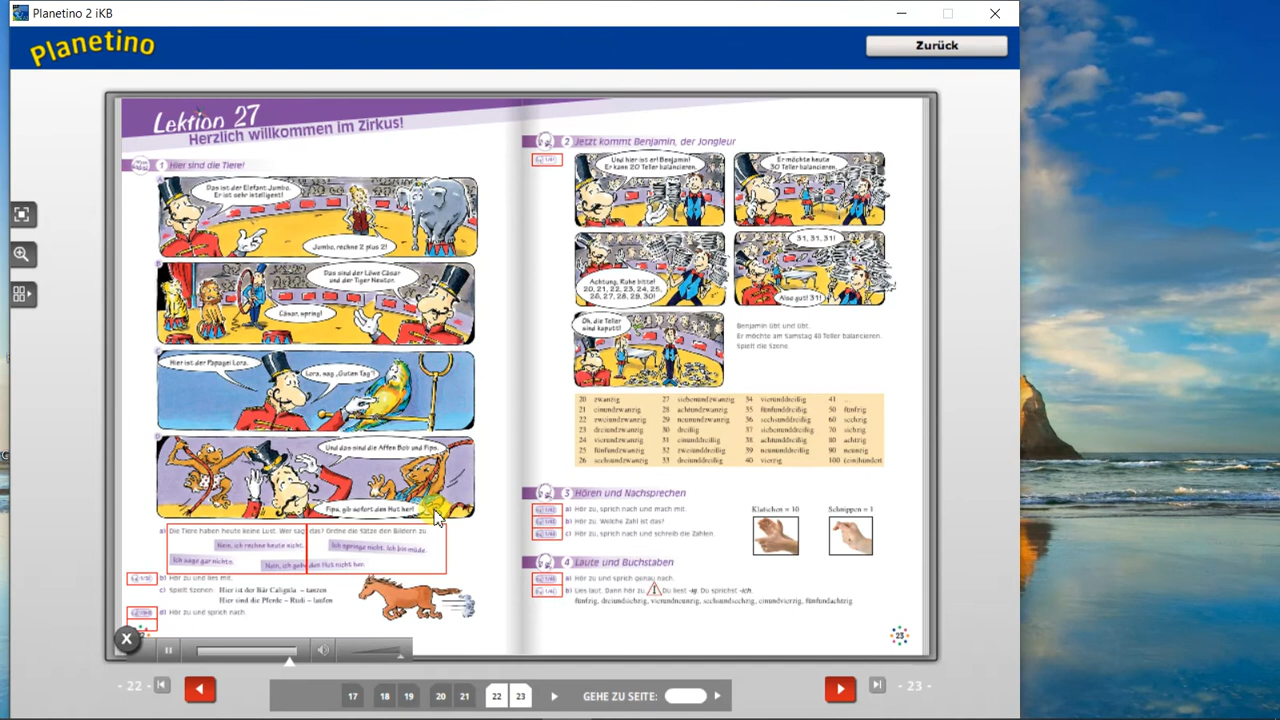 Planetino 2 iKB
Planetino
Zurück
Lektion 27
Herzlich willkommen im Zirkus!
1 Hier sind die Tiere!
Das ist der Elefant Jumbo.
Er ist sehr intelligent!
Jumbo, rechne 2 plus 2!
Das sind der Löwe Cäsar
und der Tiger Nestor.
Cäsar, spring!
Hier ist der Papagei Lora.
Lora, sag „Guten Tag“!
Und das sind die Affen Bob und Fips.
Fips, gib sofort den Hut her!
a) Die Tiere haben heute keine Lust. Wer sagt das? Ordne die Sätze den Bildern zu
Nein, ich rechne heute nicht.
Ich springe nicht. Ich bin müde.
Ich sage gar nichts.
Nein, ich gebe den Hut nicht her.
b) Hör zu und lies mit.
c) Spielt Szenen. Hier ist der Bär Caligula – tanzen
Hier sind die Pferde – Rudi – laufen
d) Hör zu und sprich nach.
2 Jetzt kommt Benjamin, der Jongleur
Und hier ist er! Benjamin!
Er kann 20 Teller balancieren.
Er möchte heute
30 Teller balancieren.
Achtung, Ruhe bitte!
20, 21, 22, 23, 24, 25,
26, 27, 28, 29, 30!
31, 31, 31!
Also gut! 31!
Oh, die Teller
sind kaputt!
Benjamin übt und übt.
Er möchte am Samstag 40 Teller balancieren.
Spielt die Szene.
20 zwanzig 27 siebenundzwanzig 34 vierunddreißig 41 ...
21 einundzwanzig 28 achtundzwanzig 35 fünfunddreißig 50 fünfzig
22 zweiundzwanzig 29 neunundzwanzig 36 sechsunddreißig 60 sechzig
23 dreiundzwanzig 30 dreißig 37 siebenunddreißig 70 siebzig
24 vierundzwanzig 31 einunddreißig 38 achtunddreißig 80 achtzig
25 fünfundzwanzig 32 zweiunddreißig 39 neununddreißig 90 neunzig
26 sechsundzwanzig 33 dreiunddreißig 40 vierzig 100 (ein)hundert
3 Hören und Nachsprechen
a) Hör zu, sprich nach und mach mit.
b) Hör zu. Welche Zahl ist das?
c) Hör zu, sprich nach und schreib die Zahlen.
Klatschen = 10
Schnippen = 1
4 Laute und Buchstaben
a) Hör zu und sprich genau nach.
b) Lies laut. Dann hör zu. Du liest -ig. Du sprichst -ich.
fünfzig, dreiundsiebzig, vierundneunzig, sechsundsechzig, einundvierzig, fünfundachtzig
23
X
- 22 -
17 18 19 20 21 22 23
GEHE ZU SEITE:
- 23 -